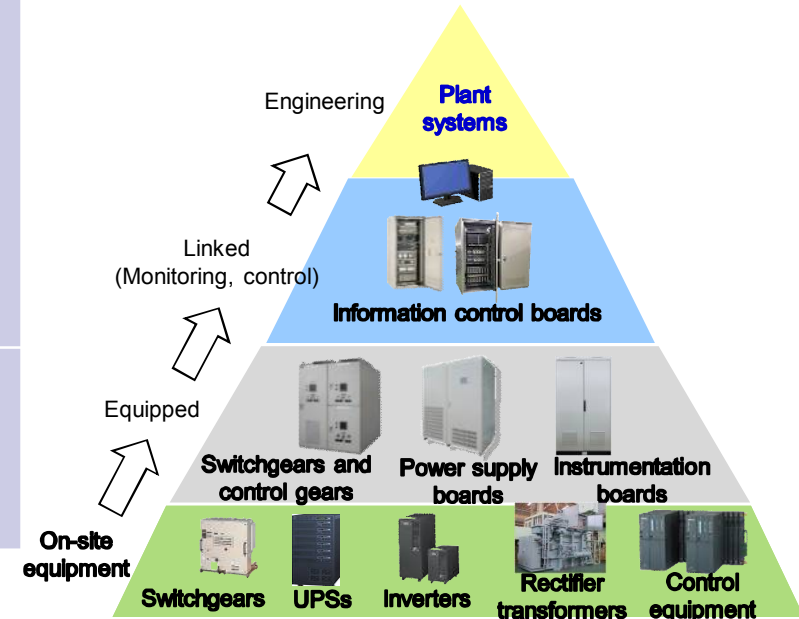 Engineering
Plant
systems
Linked
(Monitoring, control)
Information control boards
Equipped
Switchgears and
control gears
Power supply
boards
Instrumentation
boards
On-site
equipment
Switchgears
UPSs
Inverters
Rectifier
transformers
Control
equipment